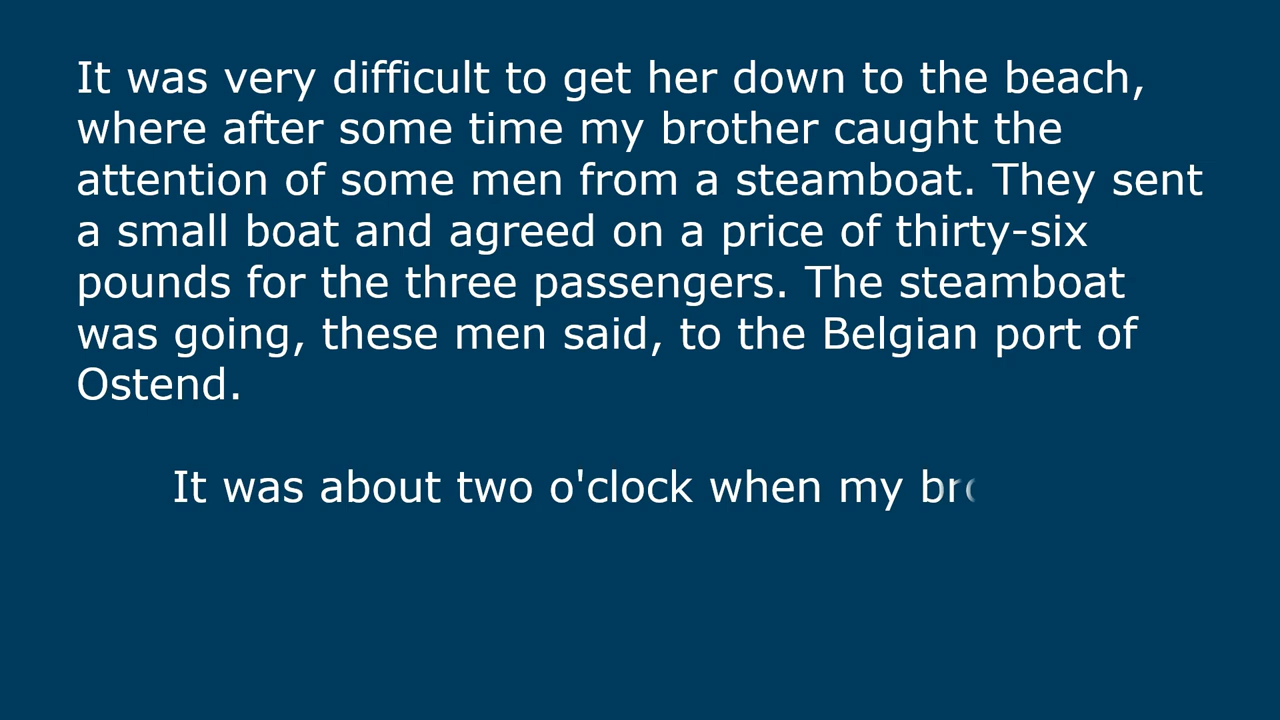 It was very difficult to get her down to the beach,
where after some time my brother caught the
attention of some men from a steamboat. They sent
a small boat and agreed on a price of thirty-six
pounds for the three passengers. The steamboat
was going, these men said, to the Belgian port of
Ostend.
It was about two o'clock when my